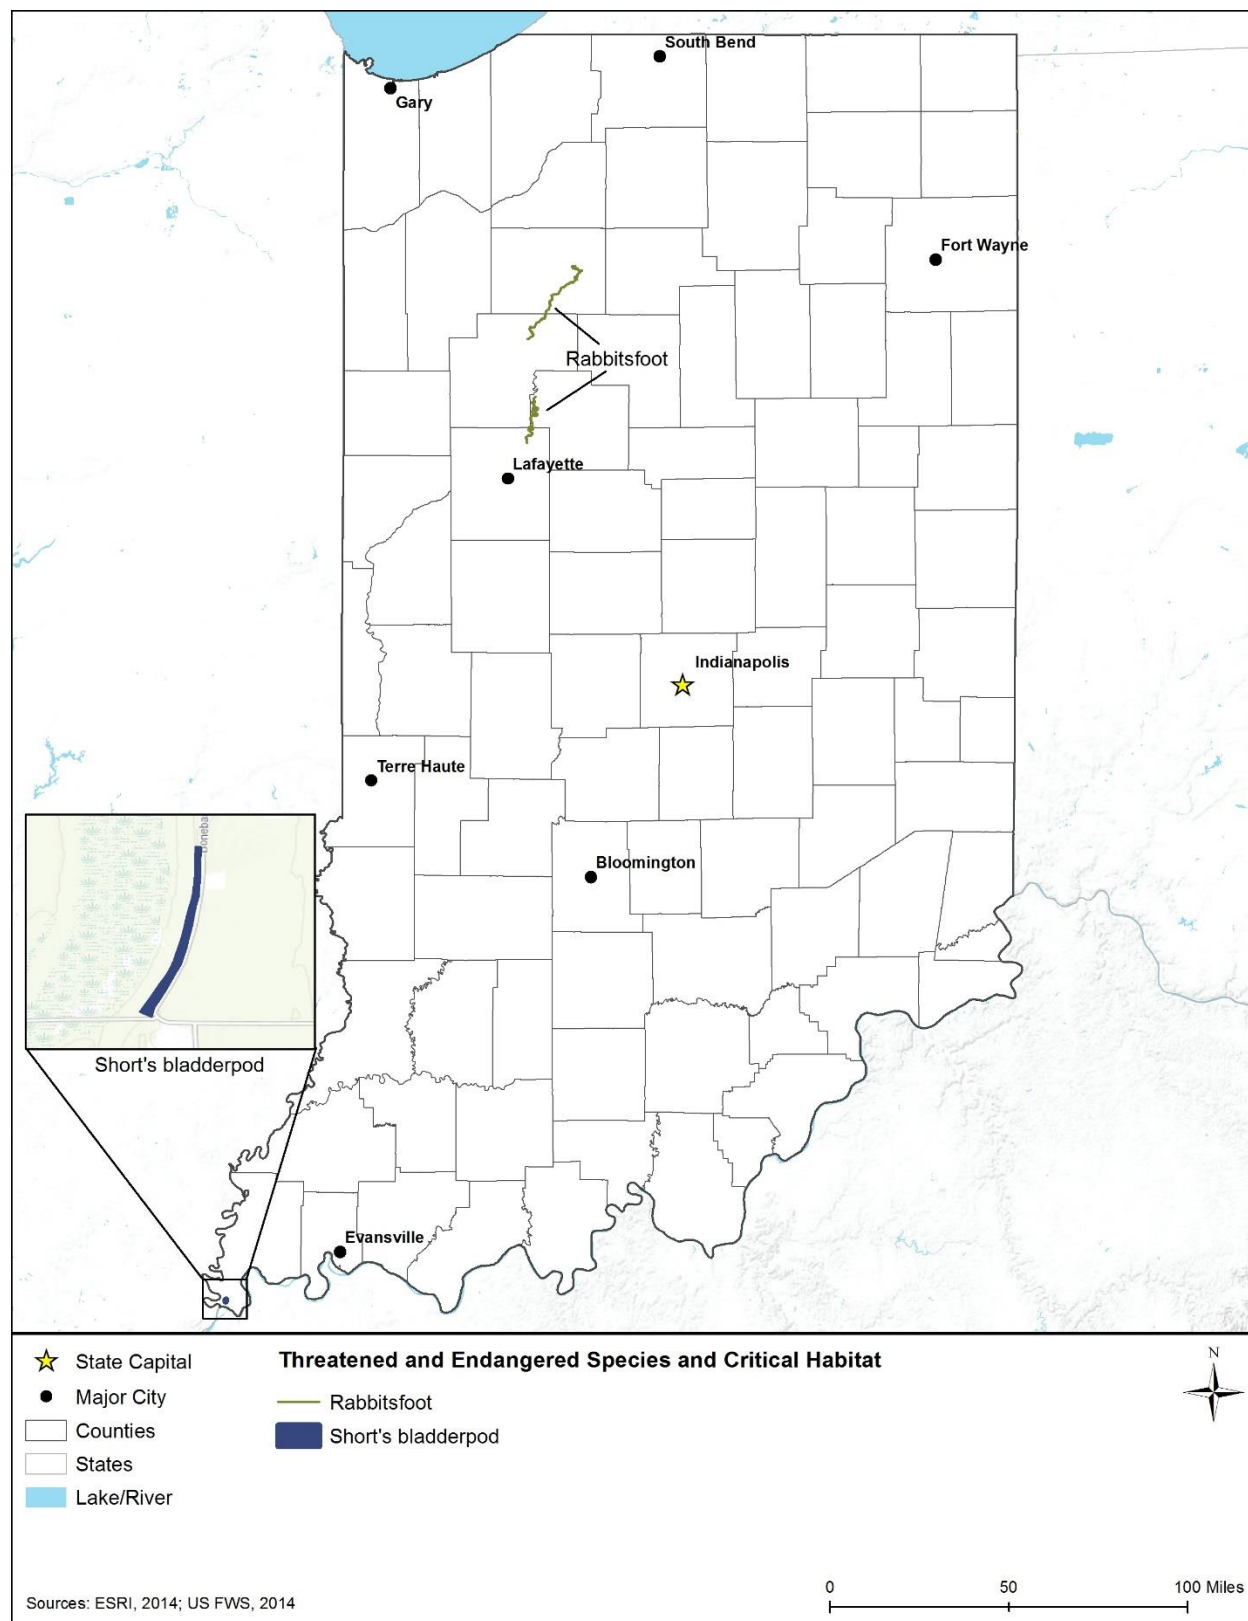 South Bend
Gary
Fort Wayne
Rabbitsfoot
Lafayette
Indianapolis
Terre Haute
Bloomington
Short's bladderpod
Evansville
State Capital
Major City
Counties
States
Lake/River
Threatened and Endangered Species and Critical Habitat
Rabbitsfoot
Short's bladderpod
N
Sources: ESRI, 2014; US FWS, 2014
0 50 100 Miles